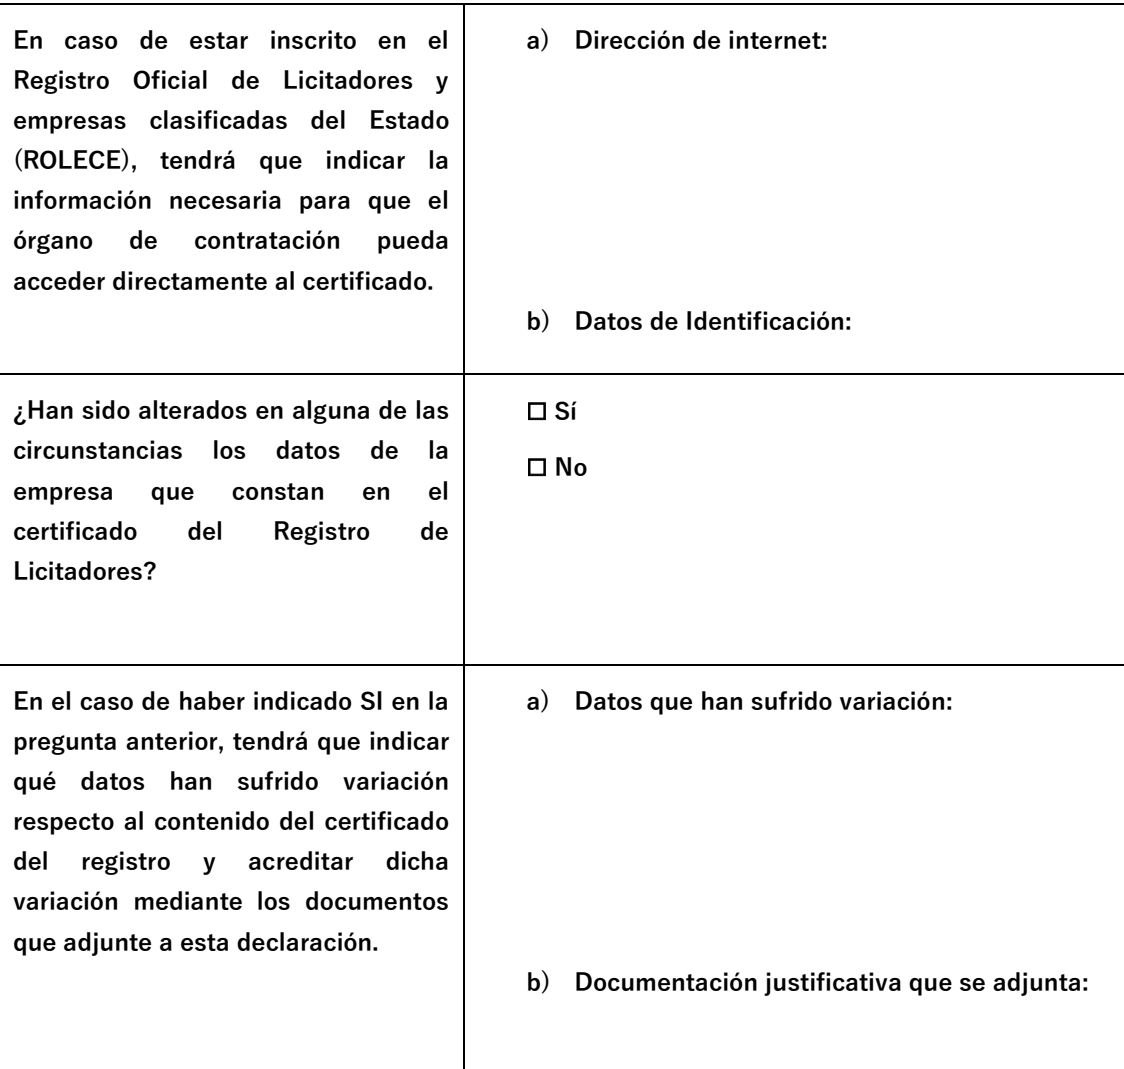 En caso de estar inscrito en el
Registro Oficial de Licitadores y
empresas clasificadas del Estado
(ROLECE), tendrá que indicar la
información necesaria para que el
órgano de contratación pueda
acceder directamente al certificado.
a) Dirección de internet:
b) Datos de Identificación:
¿Han sido alterados en alguna de las
circunstancias los datos de la
empresa que constan en el
certificado del Registro de
Licitadores?
☐ Sí
☐ No
En el caso de haber indicado SI en la
pregunta anterior, tendrá que indicar
qué datos han sufrido variación
respecto al contenido del certificado
del registro y acreditar dicha
variación mediante los documentos
que adjunte a esta declaración.
a) Datos que han sufrido variación:
b) Documentación justificativa que se adjunta: